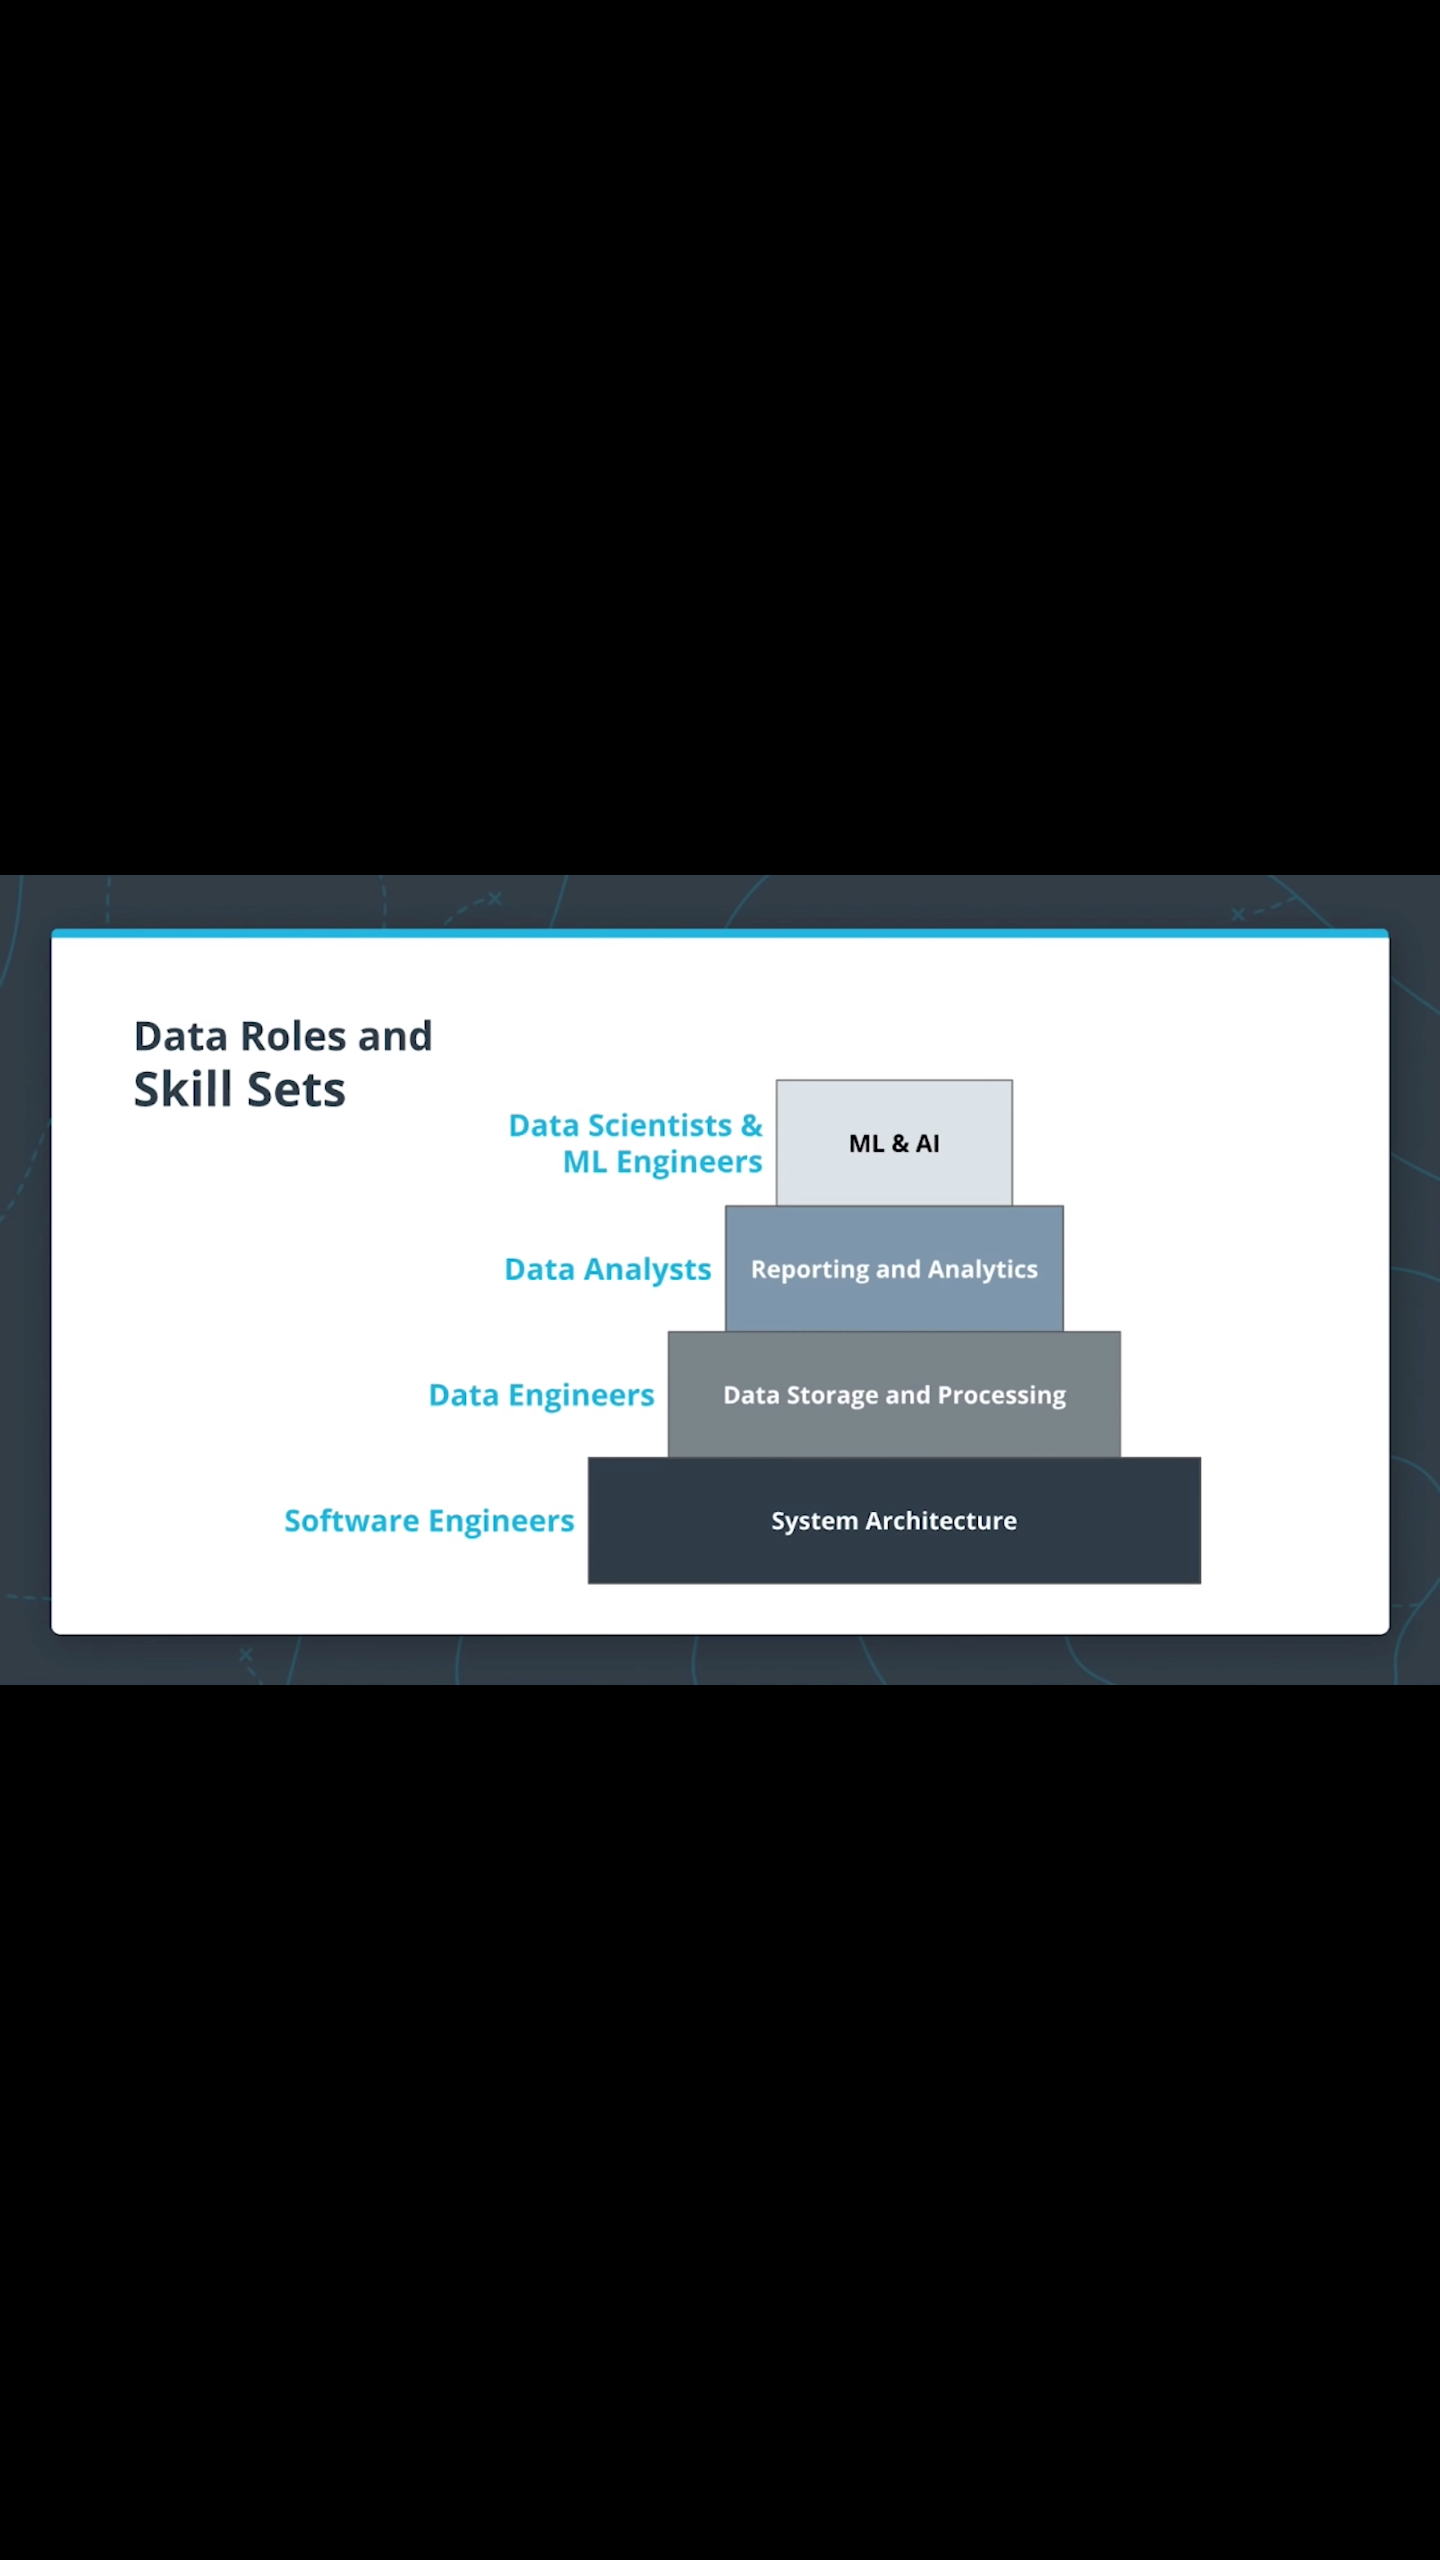 Data Roles and
Skill Sets
Data Scientists &
ML Engineers
ML & AI
Data Analysts
Reporting and Analytics
Data Engineers
Data Storage and Processing
Software Engineers
System Architecture